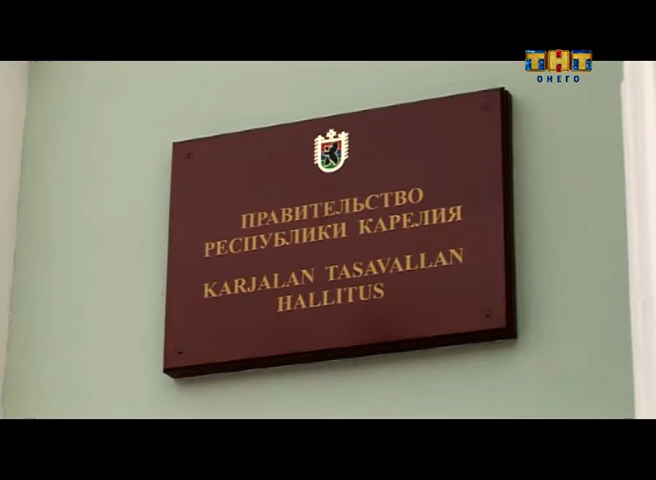 ТНТ
ОНЕГО
ПРАВИТЕЛЬСТВО
РЕСПУБЛИКИ КАРЕЛИЯ
KARJALAN TASAVALLAN
HALLITUS